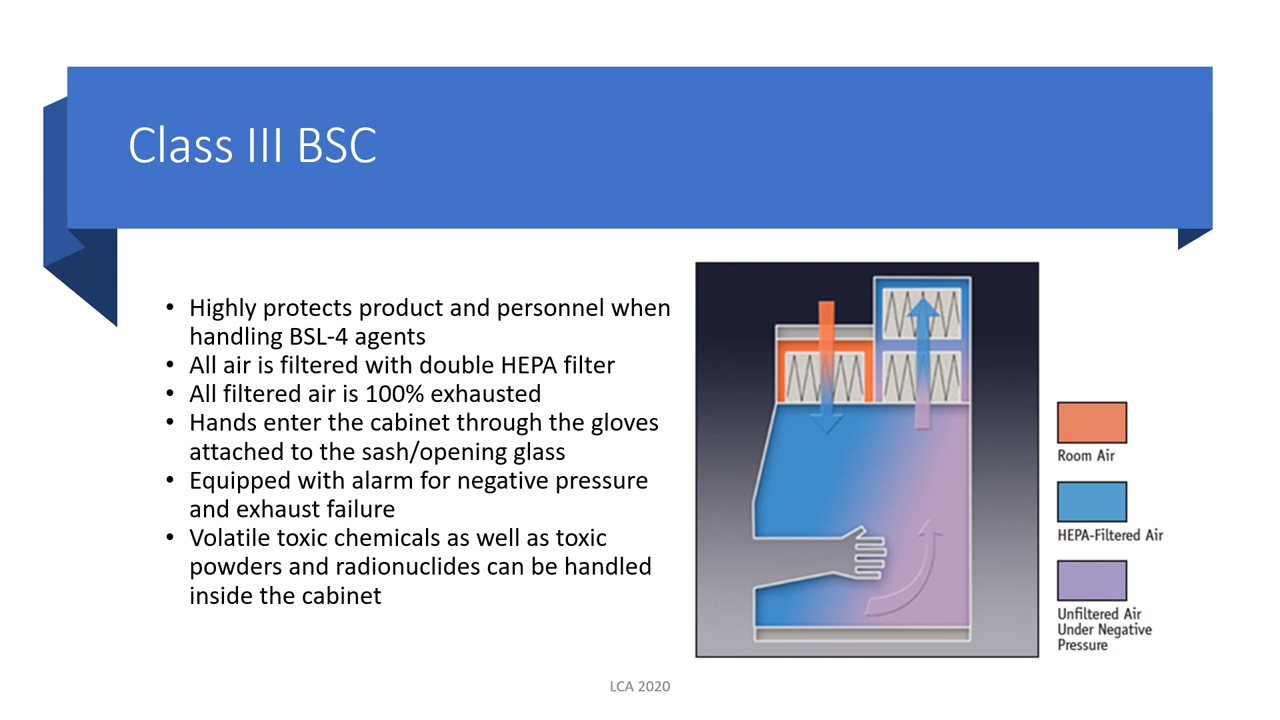 Class III BSC
• Highly protects product and personnel when
handling BSL-4 agents
• All air is filtered with double HEPA filter
• All filtered air is 100% exhausted
• Hands enter the cabinet through the gloves
attached to the sash/opening glass
• Equipped with alarm for negative pressure
and exhaust failure
• Volatile toxic chemicals as well as toxic
powders and radionuclides can be handled
inside the cabinet
Room Air
HEPA-Filtered Air
Unfiltered Air
Under Negative
Pressure
LCA 2020